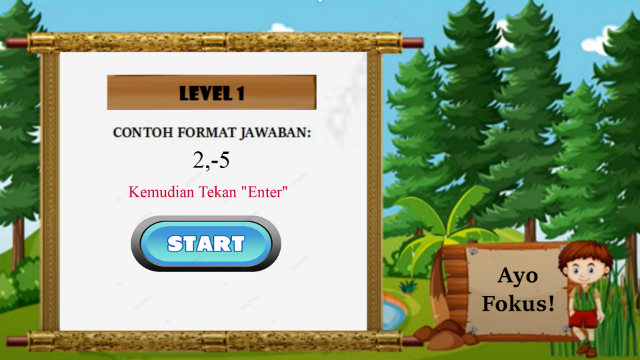 LEVEL 1
CONTOH FORMAT JAWABAN:
2,-5
Kemudian Tekan "Enter"
START
Ayo
Fokus!